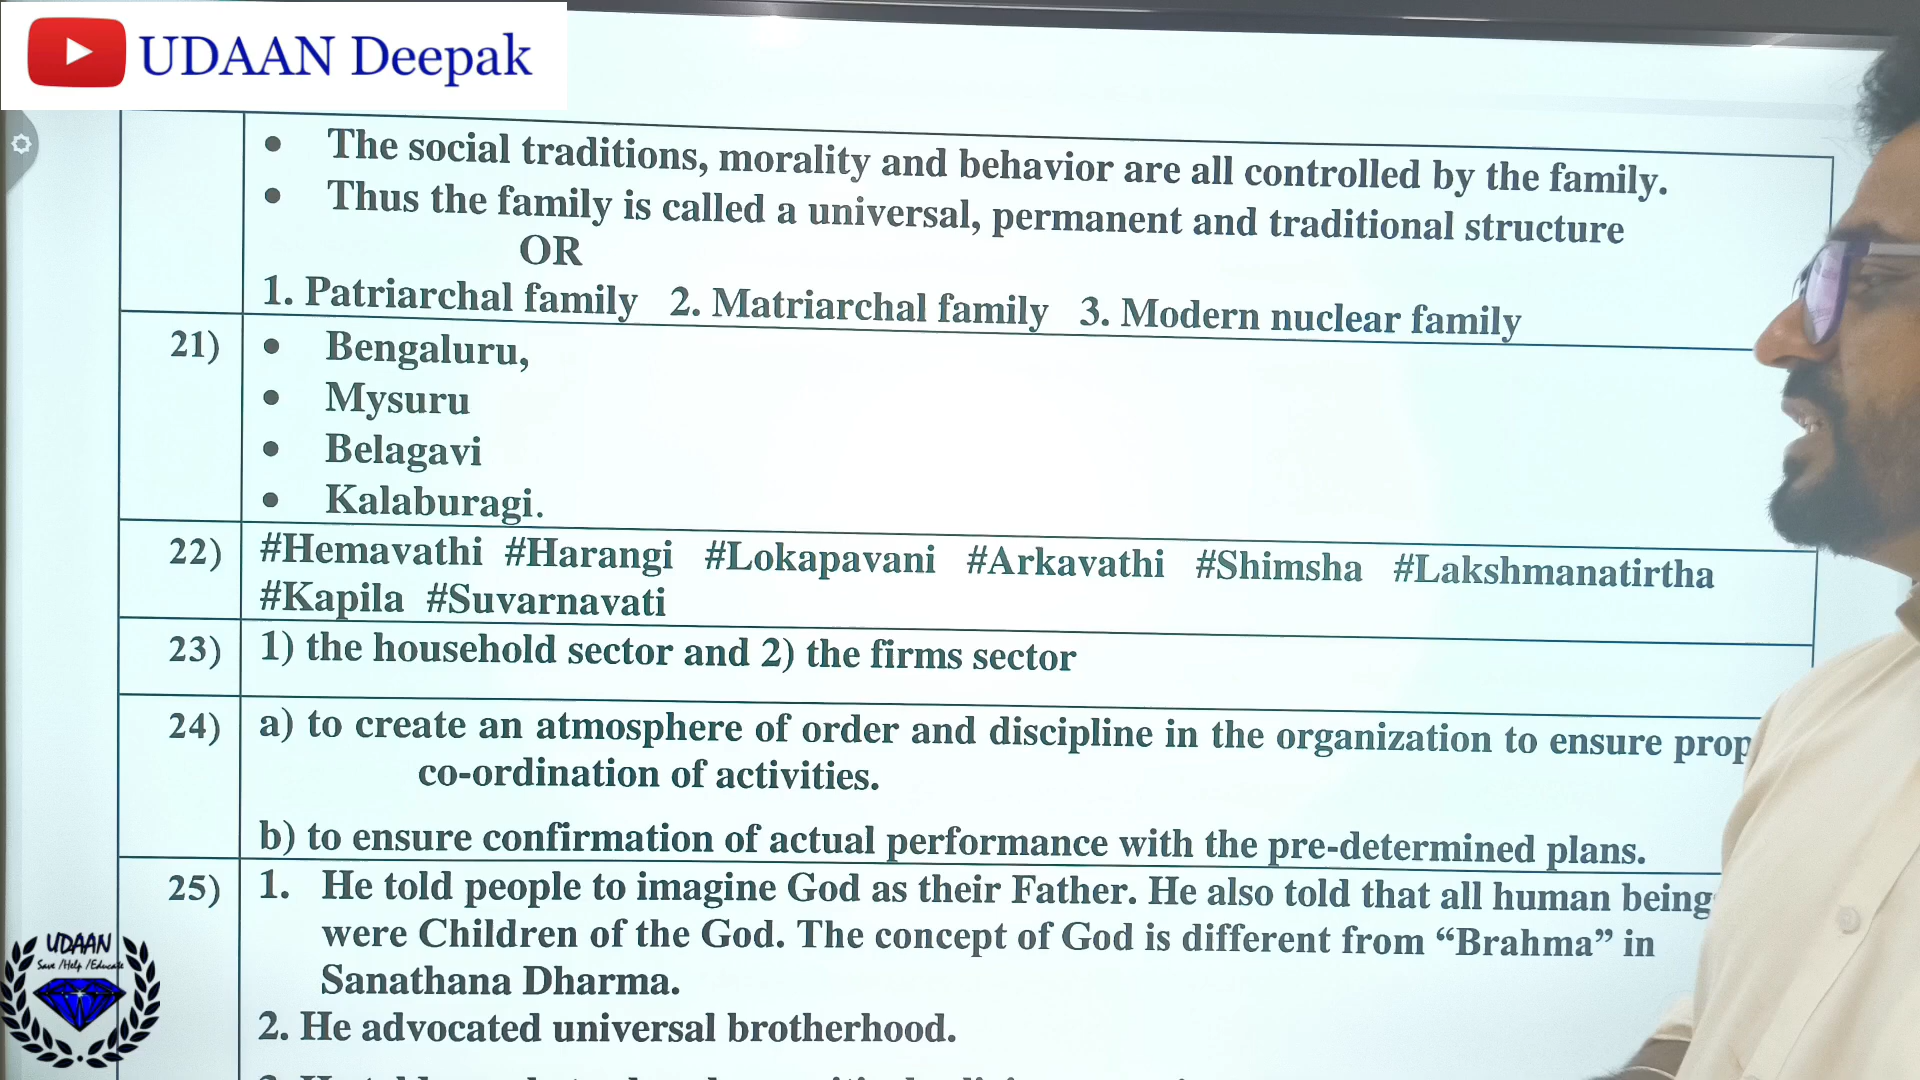 UDAAN Deepak
• The social traditions, morality and behavior are all controlled by the family.
• Thus the family is called a universal, permanent and traditional structure
OR
1. Patriarchal family 2. Matriarchal family 3. Modern nuclear family
21) • Bengaluru,
• Mysuru
• Belagavi
• Kalaburagi.
22) #Hemavathi #Harangi #Lokapavani #Arkavathi #Shimsha #Lakshmanatirtha
#Kapila #Suvarnavati
23) 1) the household sector and 2) the firms sector
24) a) to create an atmosphere of order and discipline in the organization to ensure prop
co-ordination of activities.
b) to ensure confirmation of actual performance with the pre-determined plans.
25) 1. He told people to imagine God as their Father. He also told that all human being
were Children of the God. The concept of God is different from “Brahma” in
Sanathana Dharma.
2. He advocated universal brotherhood.
UDAAN
Save /Help /Educate